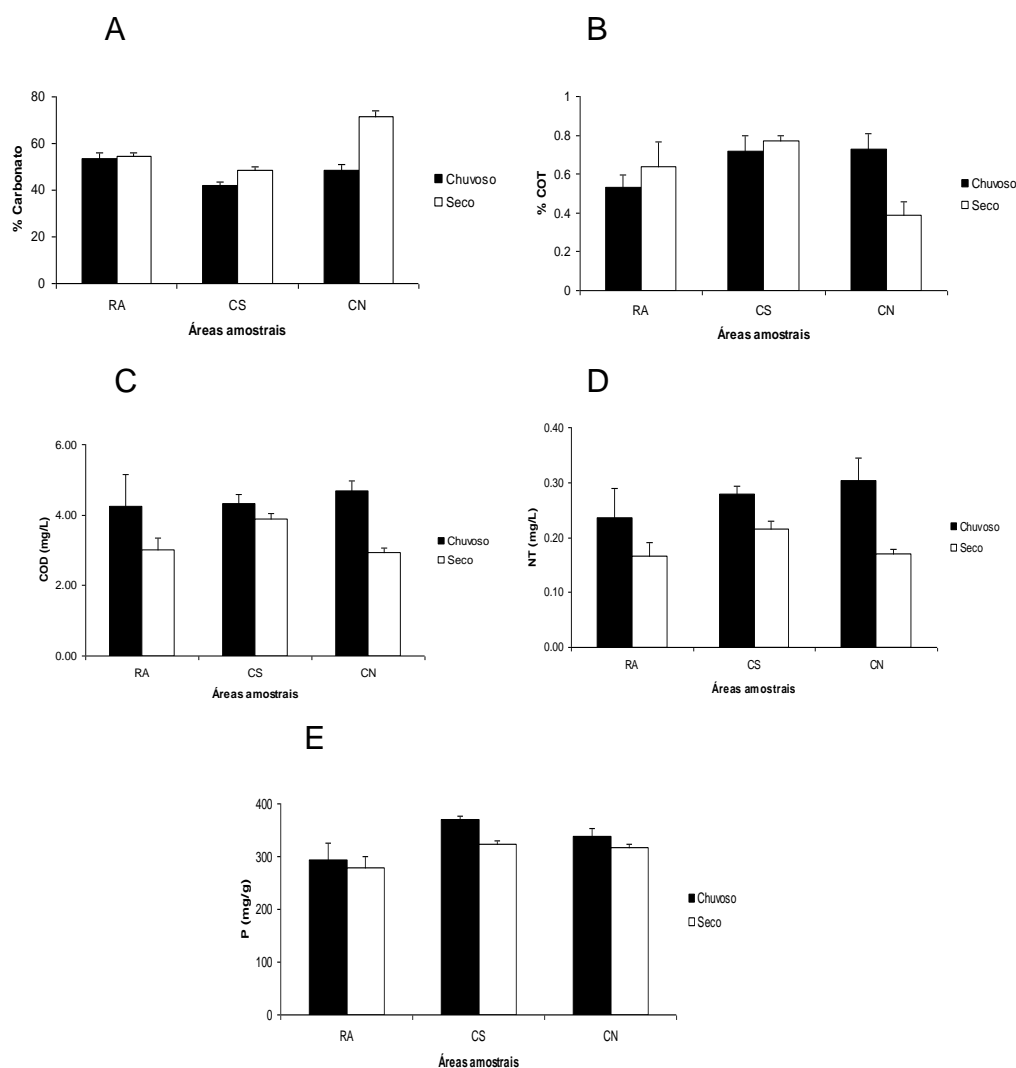 A
80
60
40
20
0
% Carbonato
RA CS CN
Áreas amostrais
Chuvoso
Seco
B
1
0.8
0.6
0.4
0.2
0
% COT
RA CS CN
Áreas amostrais
Chuvoso
Seco
C
6.00
4.00
2.00
0.00
COD (mg/L)
RA CS CN
Áreas amostrais
Chuvoso
Seco
D
0.40
0.30
0.20
0.10
0.00
NT (mg/L)
RA CS CN
Áreas amostrais
Chuvoso
Seco
E
400
300
200
100
0
P (mg/g)
RA CS CN
Áreas amostrais
Chuvoso
Seco